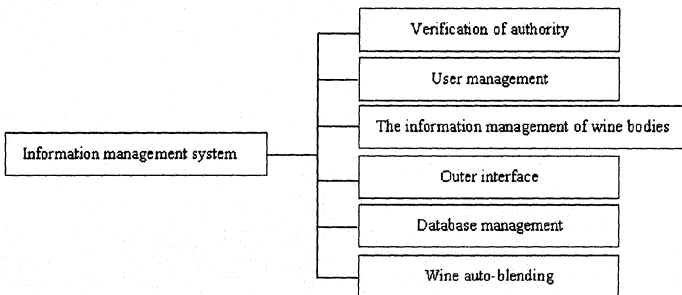 Verification of authority
User management
The information management of wine bodies
Information management system
Outer interface
Database management
Wine auto-blending